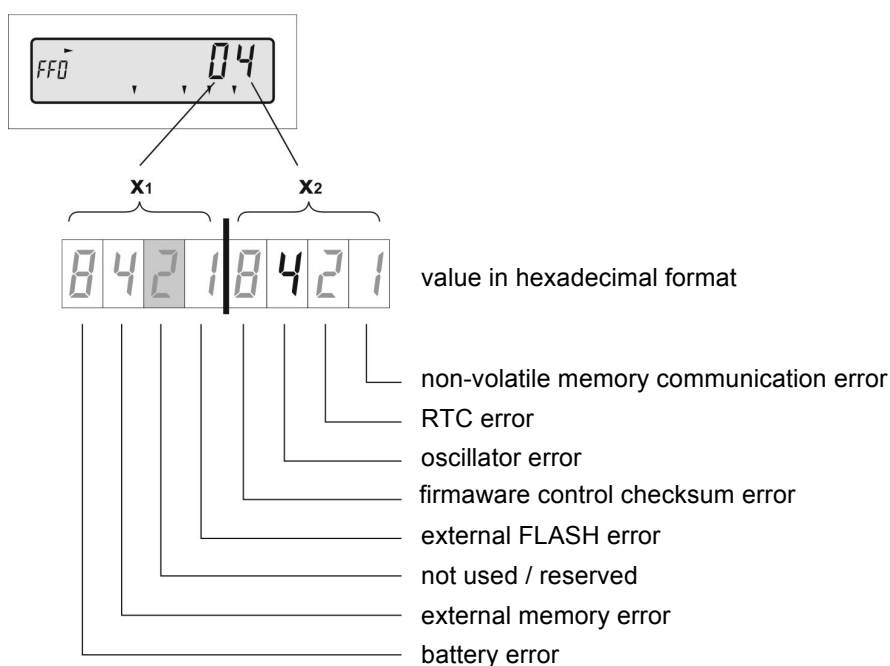 FF0 04
x1 x2
8 4 2 1 8 4 2 1
value in hexadecimal format
non-volatile memory communication error
RTC error
oscillator error
firmaware control checksum error
external FLASH error
not used / reserved
external memory error
battery error